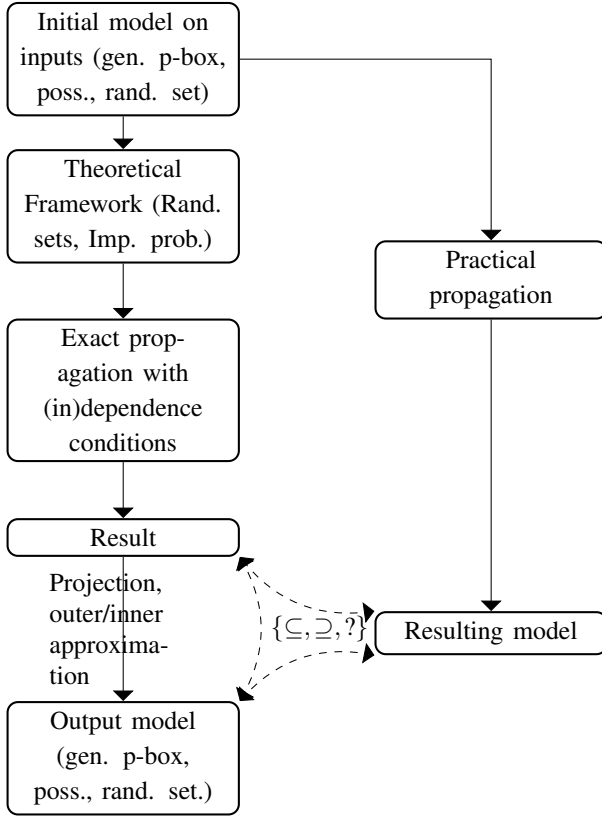 Initial model on
inputs (gen. p-box,
poss., rand. set)
Theoretical
Framework (Rand.
sets, Imp. prob.)
Practical
propagation
Exact prop-
agation with
(in)dependence
conditions
Result
Projection,
outer/inner
approxima-
tion
{⊆, ⊇, ?}
Resulting model
Output model
(gen. p-box,
poss., rand. set.)